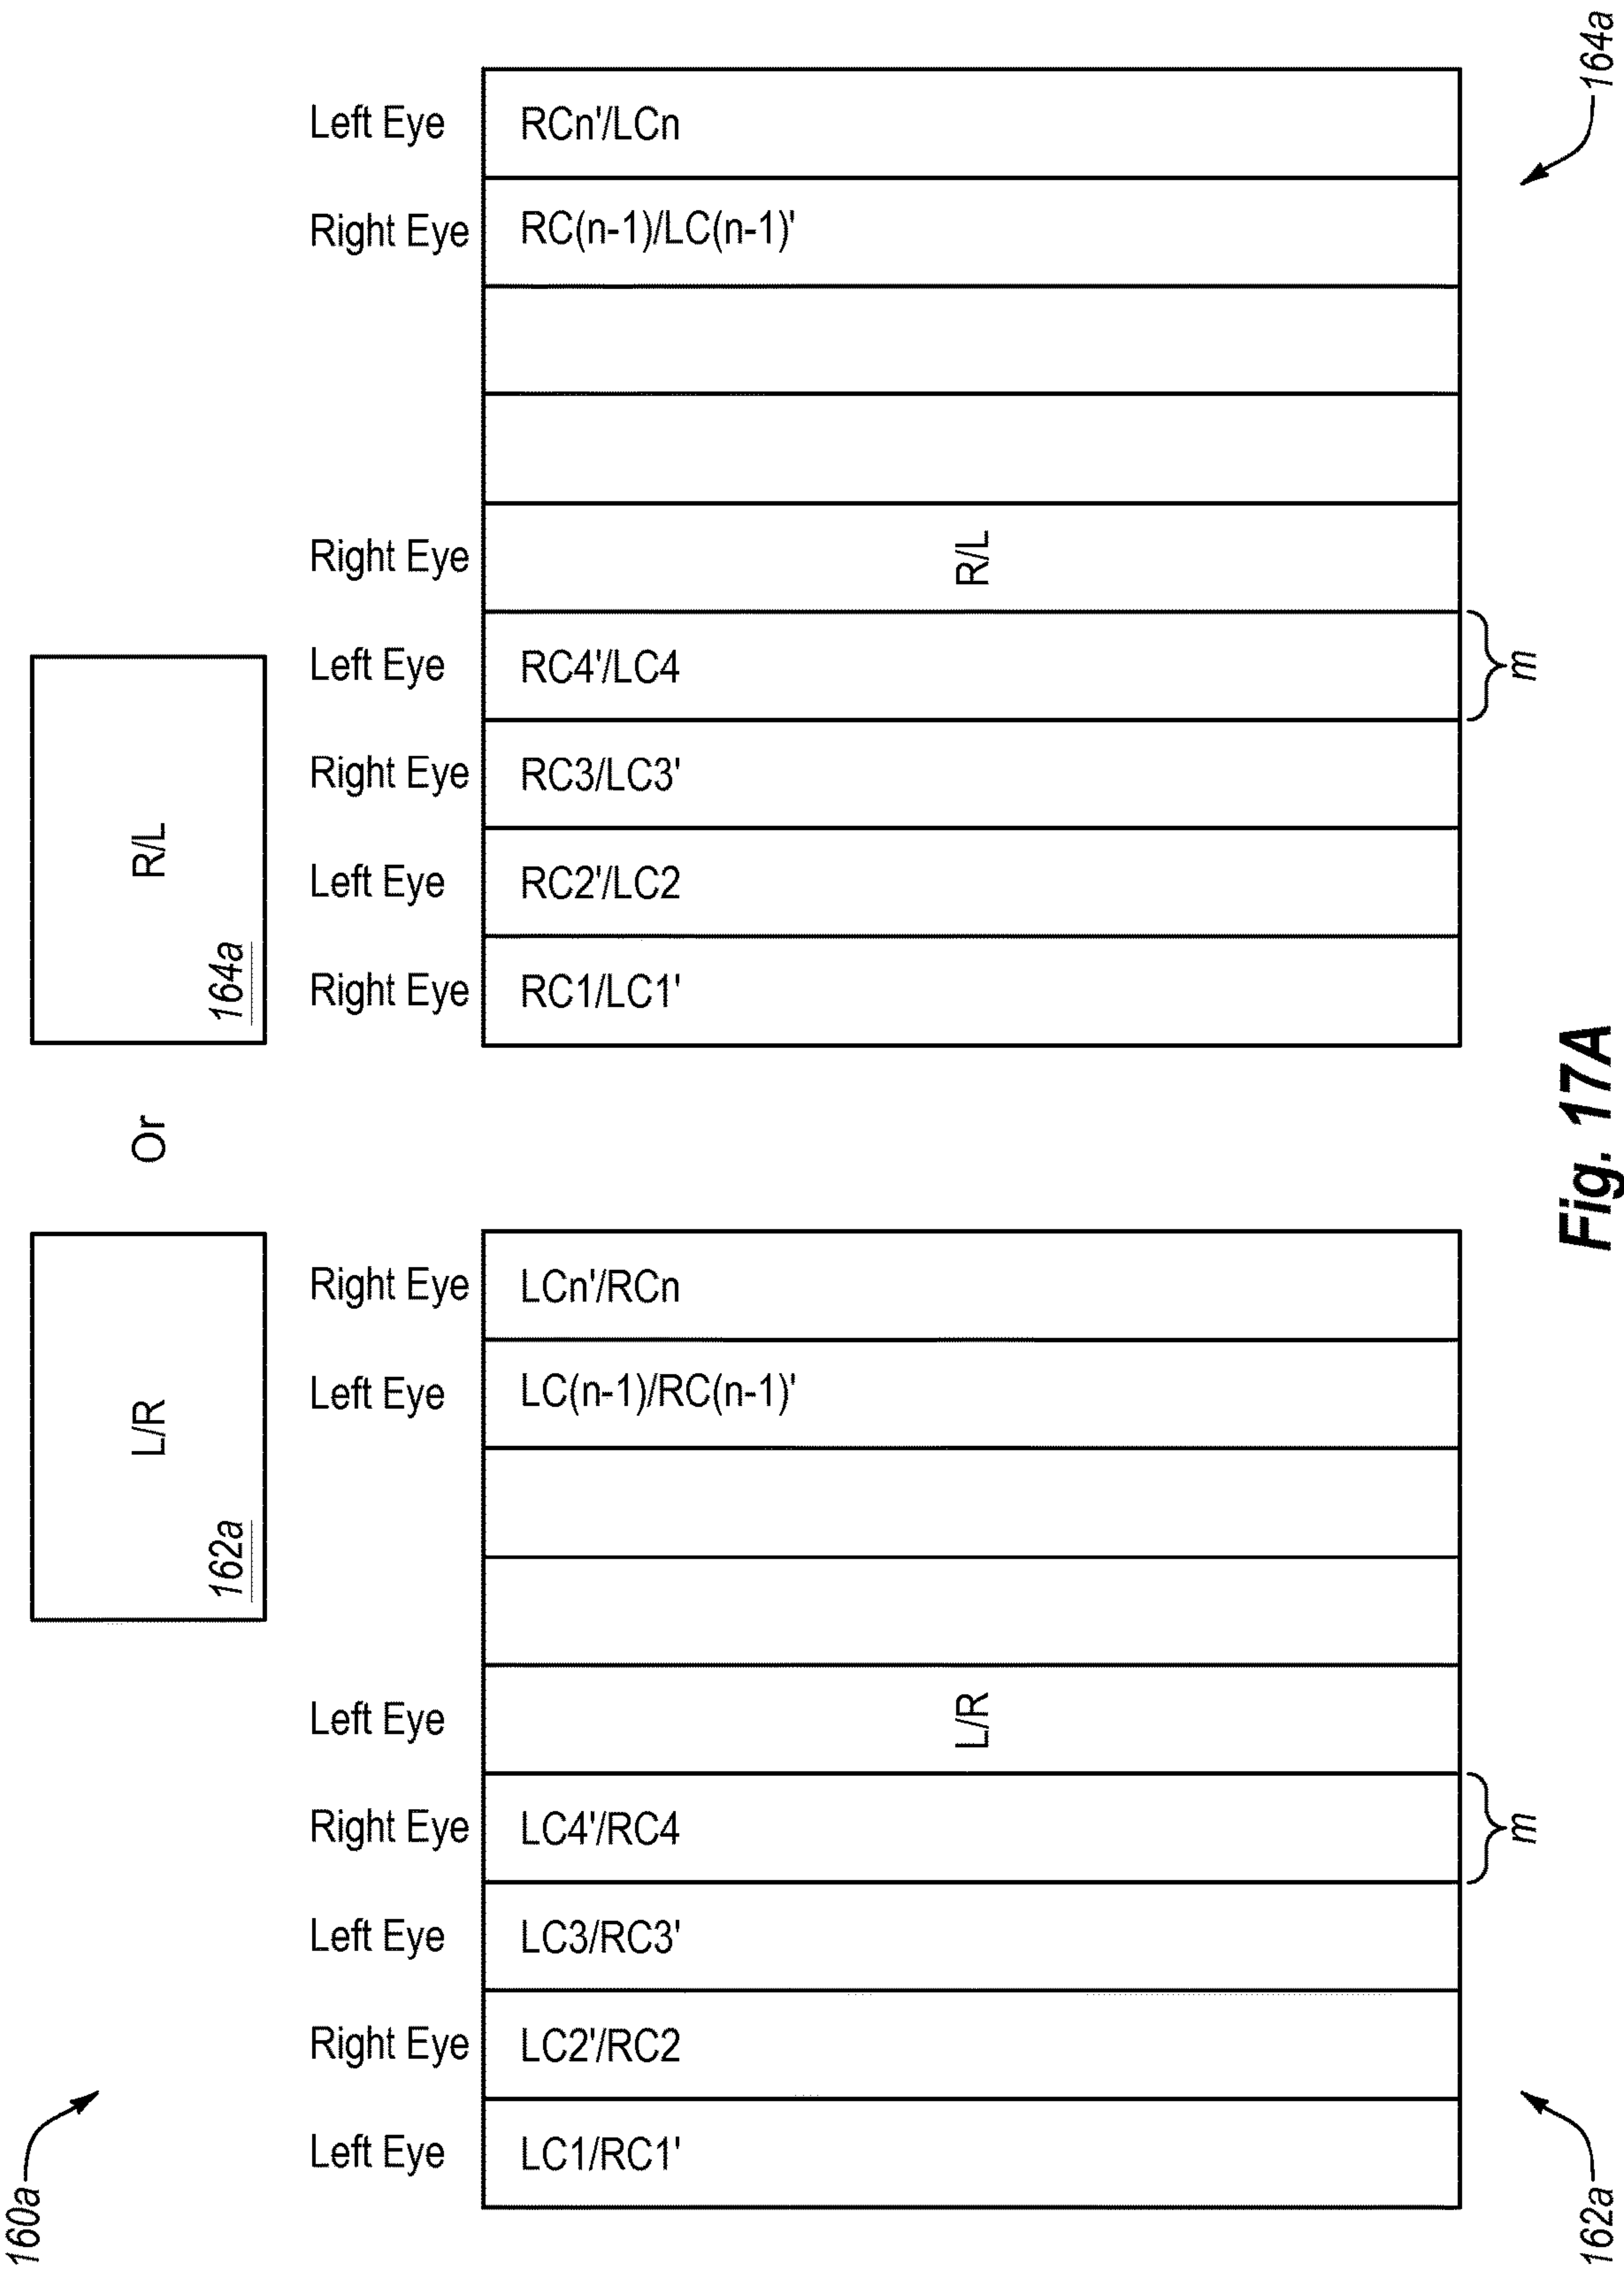 160a
L/R
162a
Or
R/L
164a
Left Eye
Right Eye
Left Eye
Right Eye
Left Eye
Left Eye
Right Eye
LC1/RC1'
LC2'/RC2
LC3/RC3'
LC4'/RC4
L/R
LC(n-1)/RC(n-1)'
LCn'/RCn
m
162a
Right Eye
Left Eye
Right Eye
Left Eye
Right Eye
Right Eye
Left Eye
RC1/LC1'
RC2'/LC2
RC3/LC3'
RC4'/LC4
R/L
RC(n-1)/LC(n-1)'
RCn'/LCn
m
164a
Fig. 17A